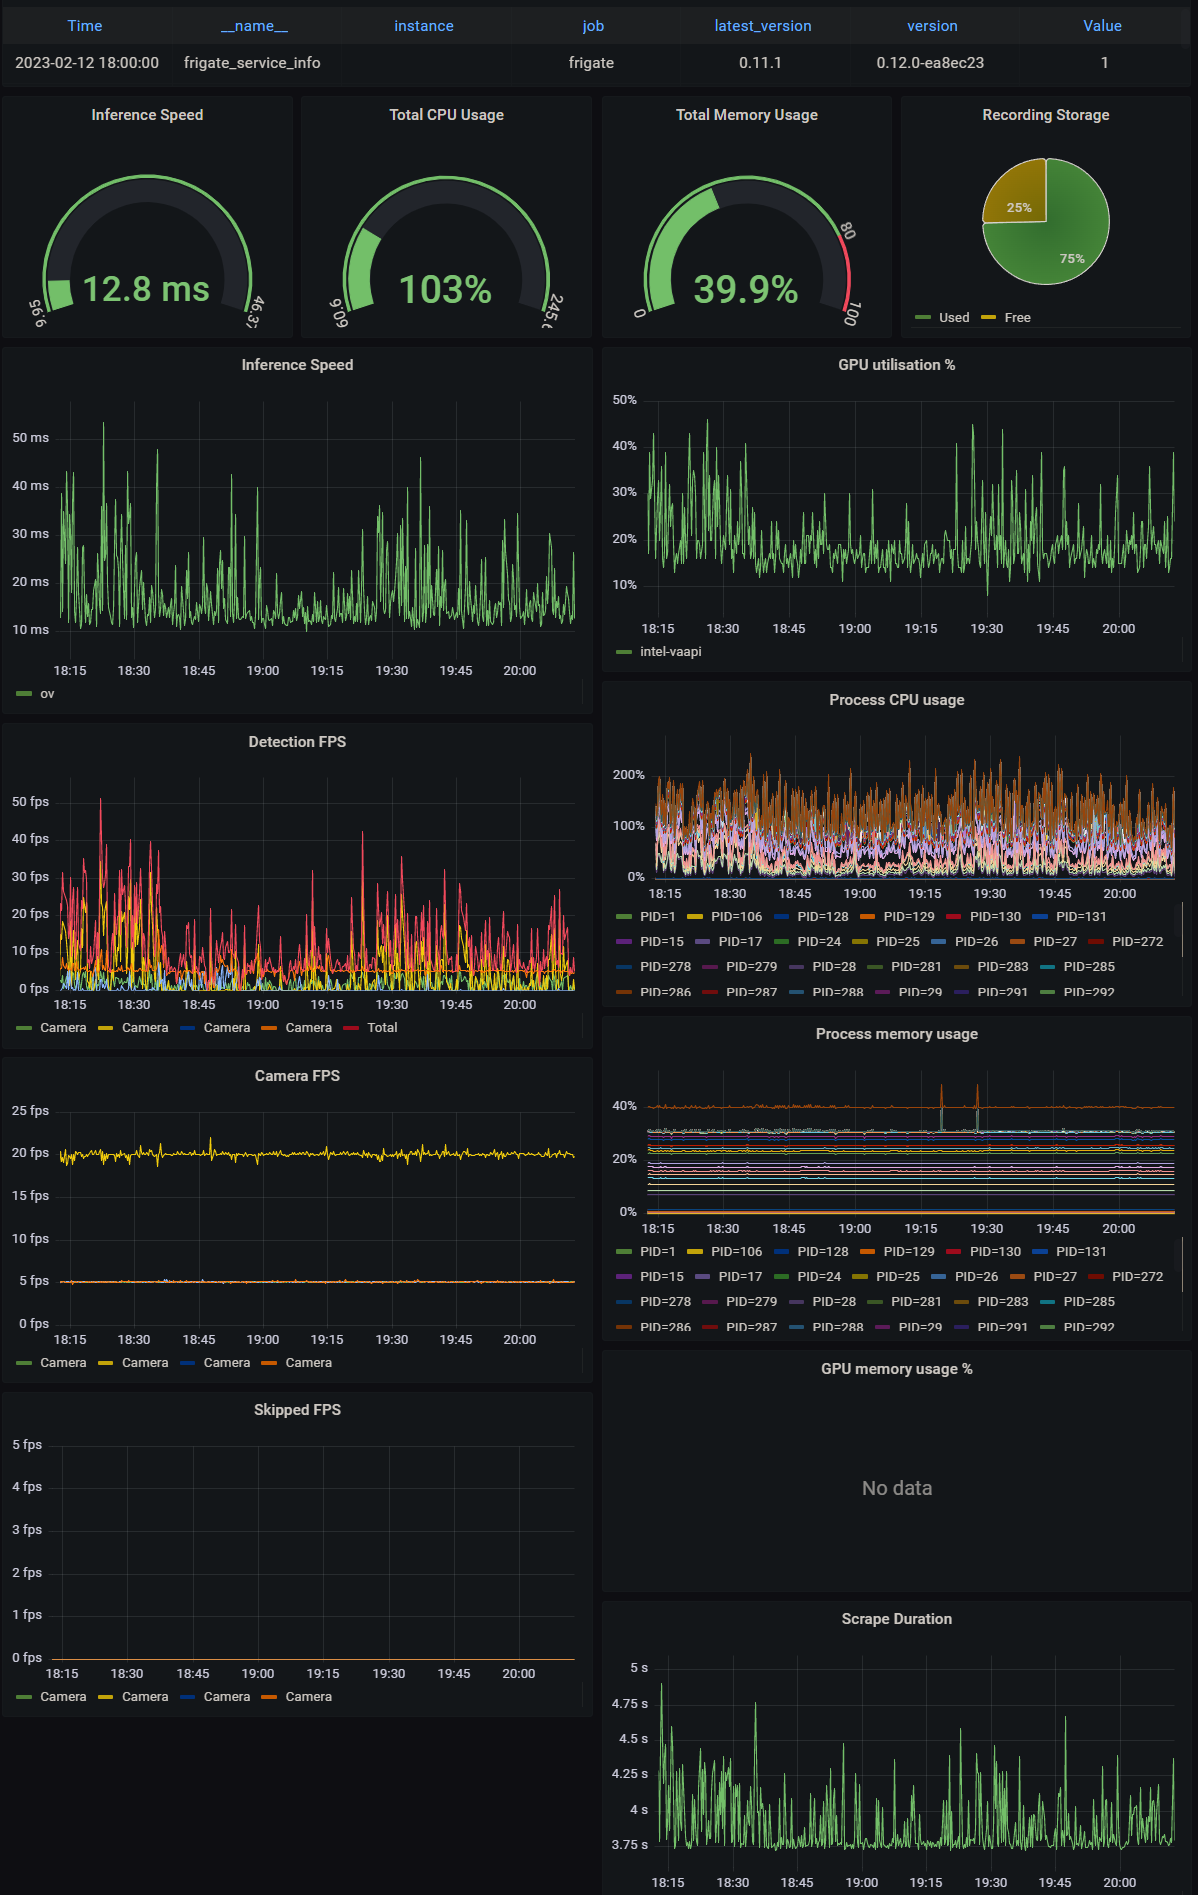 Time __name__ instance job latest_version version Value
2023-02-12 18:00:00 frigate_service_info frigate 0.11.1 0.12.0-ea8ec23 1
Inference Speed
9.95
12.8 ms
Total CPU Usage
60.6
103%
Total Memory Usage
0
39.9%
80
100
Recording Storage
25%
75%
Used Free
Inference Speed
50 ms
40 ms
30 ms
20 ms
10 ms
18:15 18:30 18:45 19:00 19:15 19:30 19:45 20:00
ov
GPU utilisation %
50%
40%
30%
20%
10%
18:15 18:30 18:45 19:00 19:15 19:30 19:45 20:00
intel-vaapi
Detection FPS
50 fps
40 fps
30 fps
20 fps
10 fps
0 fps
18:15 18:30 18:45 19:00 19:15 19:30 19:45 20:00
Camera Camera Camera Camera Total
Process CPU usage
200%
100%
0%
18:15 18:30 18:45 19:00 19:15 19:30 19:45 20:00
PID=1 PID=106 PID=128 PID=129 PID=130 PID=131
PID=15 PID=17 PID=24 PID=25 PID=26 PID=27 PID=272
PID=278 PID=279 PID=28 PID=281 PID=283 PID=285
PID=286 PID=287 PID=288 PID=29 PID=291 PID=292
Camera FPS
25 fps
20 fps
15 fps
10 fps
5 fps
0 fps
18:15 18:30 18:45 19:00 19:15 19:30 19:45 20:00
Camera Camera Camera Camera
Process memory usage
40%
20%
0%
18:15 18:30 18:45 19:00 19:15 19:30 19:45 20:00
PID=1 PID=106 PID=128 PID=129 PID=130 PID=131
PID=15 PID=17 PID=24 PID=25 PID=26 PID=27 PID=272
PID=278 PID=279 PID=28 PID=281 PID=283 PID=285
PID=286 PID=287 PID=288 PID=29 PID=291 PID=292
Skipped FPS
5 fps
4 fps
3 fps
2 fps
1 fps
0 fps
18:15 18:30 18:45 19:00 19:15 19:30 19:45 20:00
Camera Camera Camera Camera
GPU memory usage %
No data
Scrape Duration
5 s
4.75 s
4.5 s
4.25 s
4 s
3.75 s
18:15 18:30 18:45 19:00 19:15 19:30 19:45 20:00